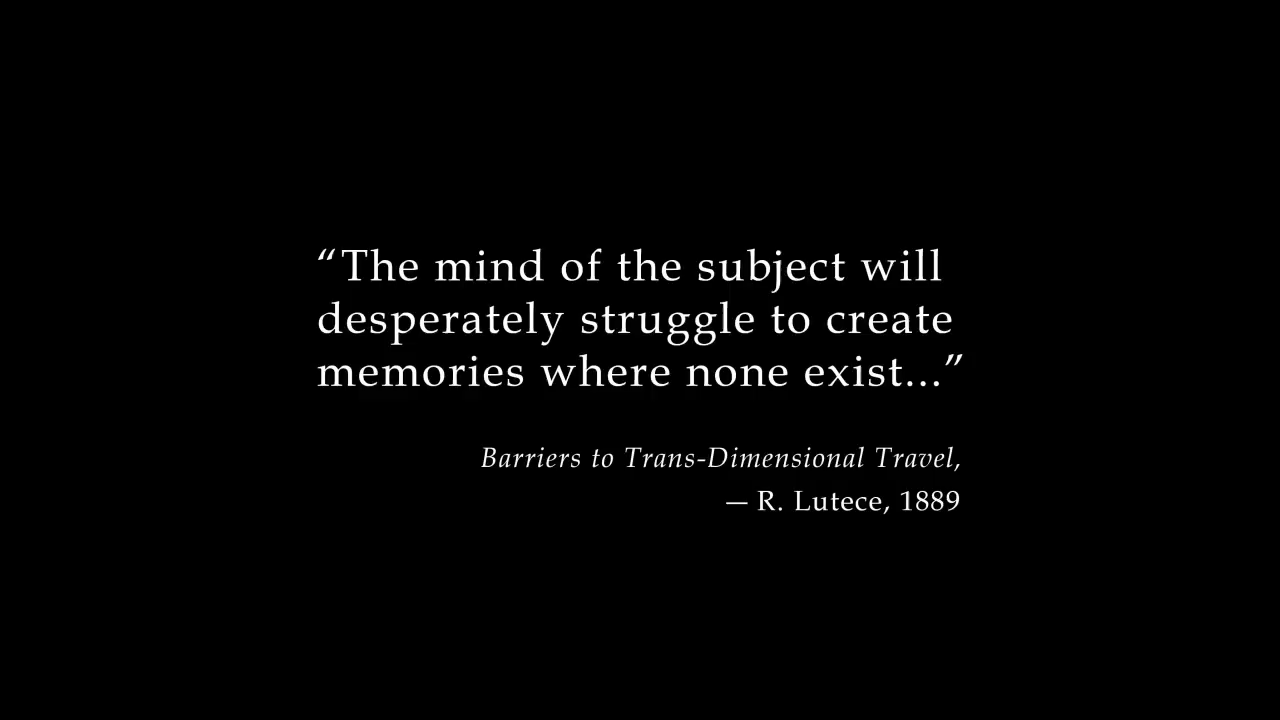 “The mind of the subject will
desperately struggle to create
memories where none exist...”
Barriers to Trans-Dimensional Travel,
— R. Lutece, 1889